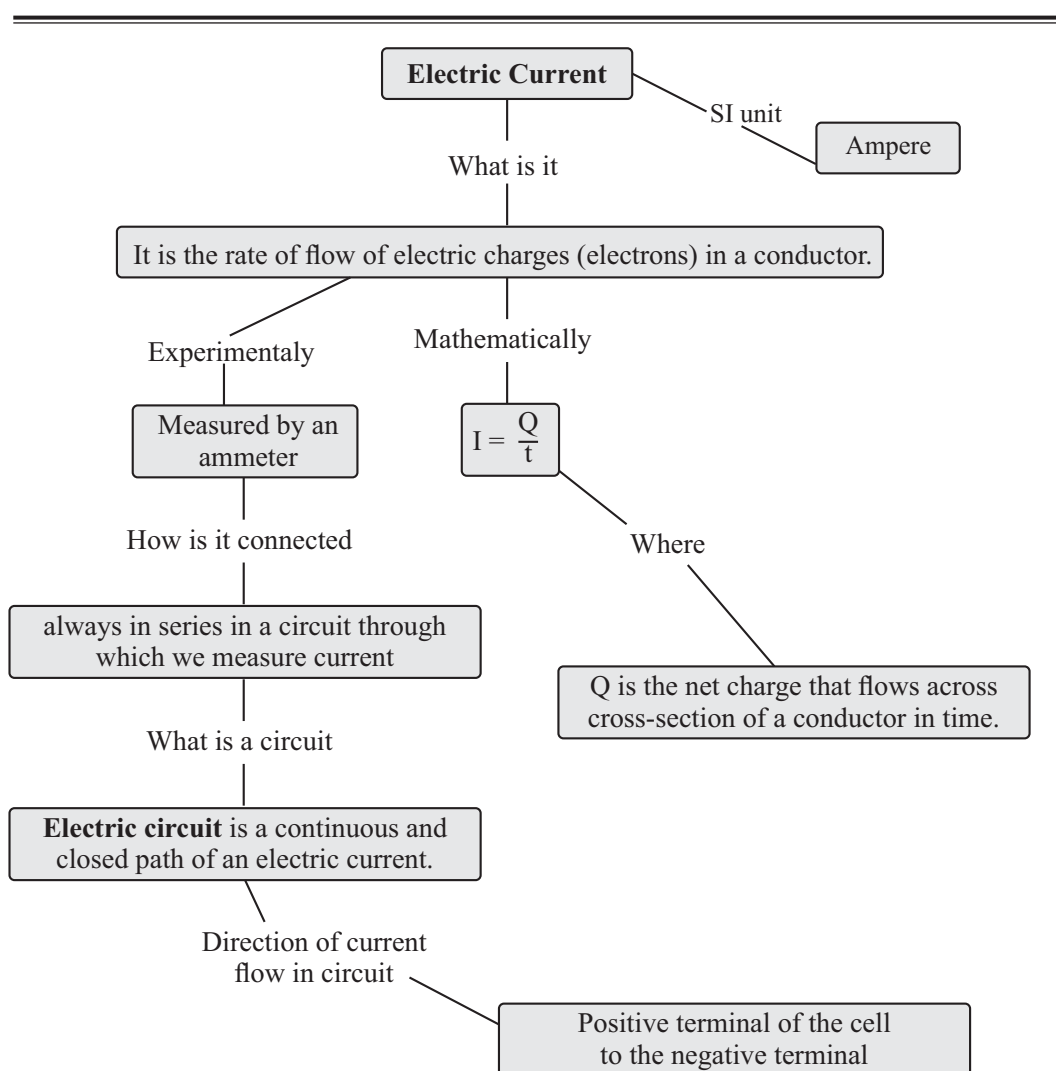 Electric Current
SI unit
Ampere
What is it
It is the rate of flow of electric charges (electrons) in a conductor.
Experimentaly
Mathematically
Measured by an
ammeter
I = Q/t
How is it connected
Where
always in series in a circuit through
which we measure current
Q is the net charge that flows across
cross-section of a conductor in time.
What is a circuit
Electric circuit is a continuous and
closed path of an electric current.
Direction of current
flow in circuit
Positive terminal of the cell
to the negative terminal